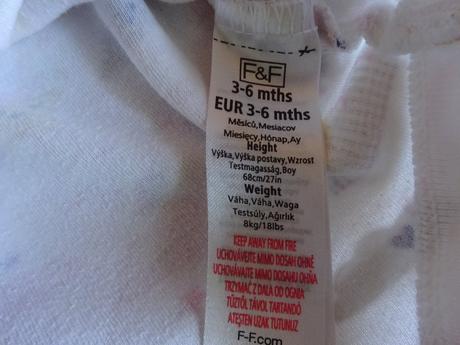 F&F
3-6 mths
EUR 3-6 mths
Měsíců,Mesiacov
Miesięcy,Hónap,Ay
Height
Výška,Výška postavy,Wzrost
Testmagasság,Boy
68cm/27in
Weight
Váha,Váha,Waga
Testsúly,Ağırlık
8kg/18lbs
KEEP AWAY FROM FIRE
UCHOVÁVEJTE MIMO DOSAH OHNĚ
UCHOVÁVAJTE MIMO DOSAHU OHŇA
TRZYMAĆ Z DALA OD OGNIA
TŰZTŐL TÁVOL TARTANDÓ
ATEŞTEN UZAK TUTUNUZ
F-F.com